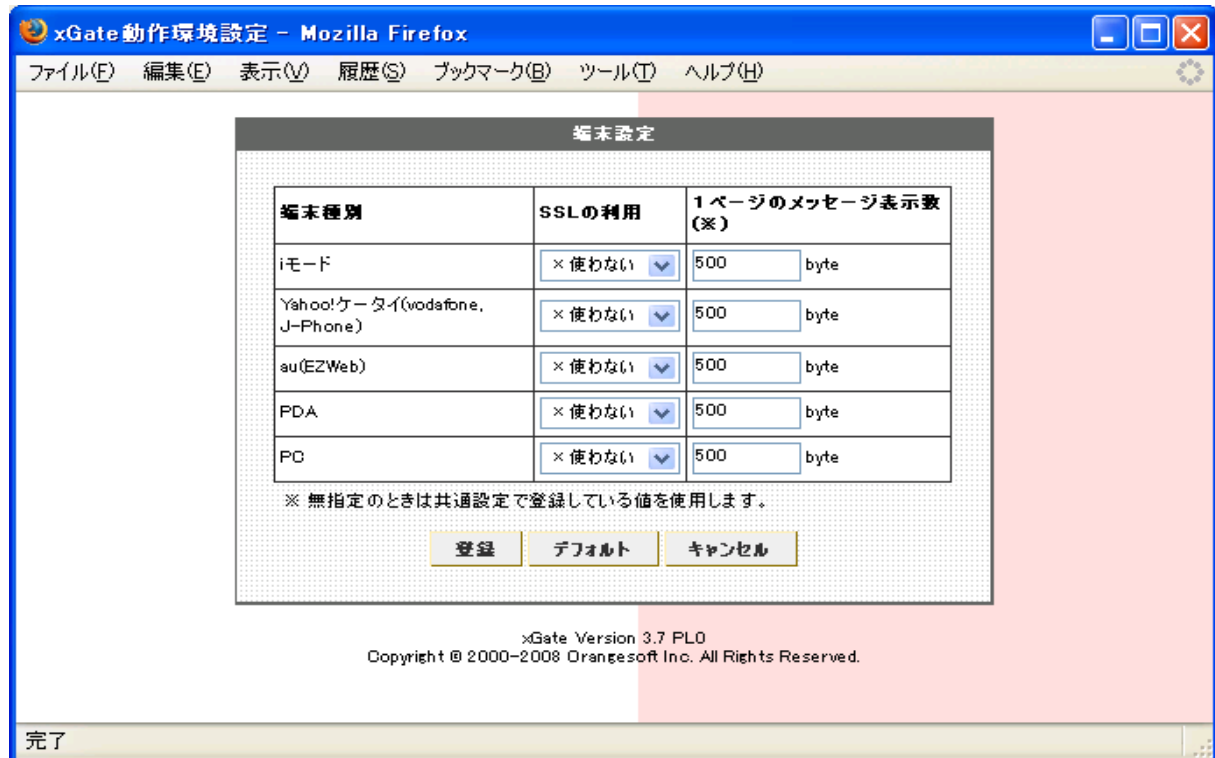 xGate動作環境設定 - Mozilla Firefox
ファイル(F) 編集(E) 表示(V) 履歴(S) ブックマーク(B) ツール(T) ヘルプ(H)
端末設定
端末種別 SSLの利用 1ページのメッセージ表示数
(※)
iモード ×使わない 500 byte
Yahoo!ケータイ(vodafone,
J-Phone) ×使わない 500 byte
au(EZWeb) ×使わない 500 byte
PDA ×使わない 500 byte
PC ×使わない 500 byte
※ 無指定のときは共通設定で登録している値を使用します。
登録 デフォルト キャンセル
xGate Version 3.7 PL0
Copyright © 2000-2008 Orangesoft Inc. All Rights Reserved.
完了